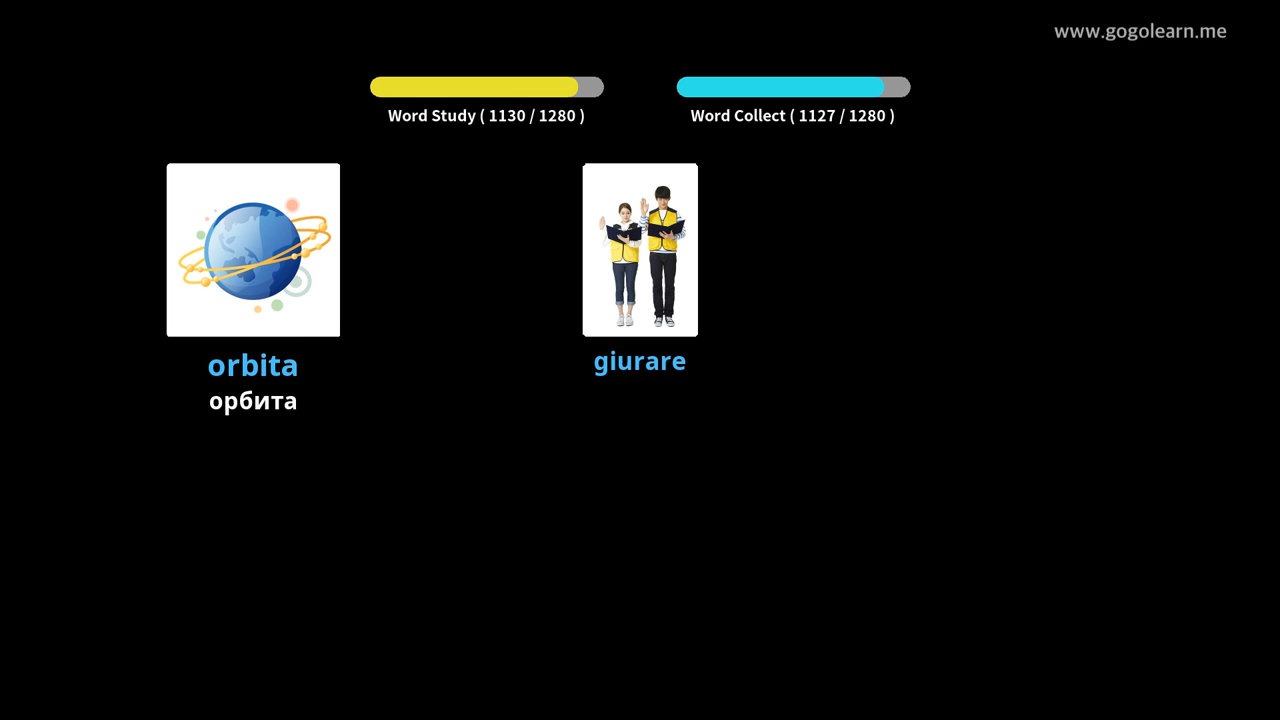 www.gogolearn.me
Word Study ( 1130 / 1280 )
Word Collect ( 1127 / 1280 )
orbita
орбита
giurare